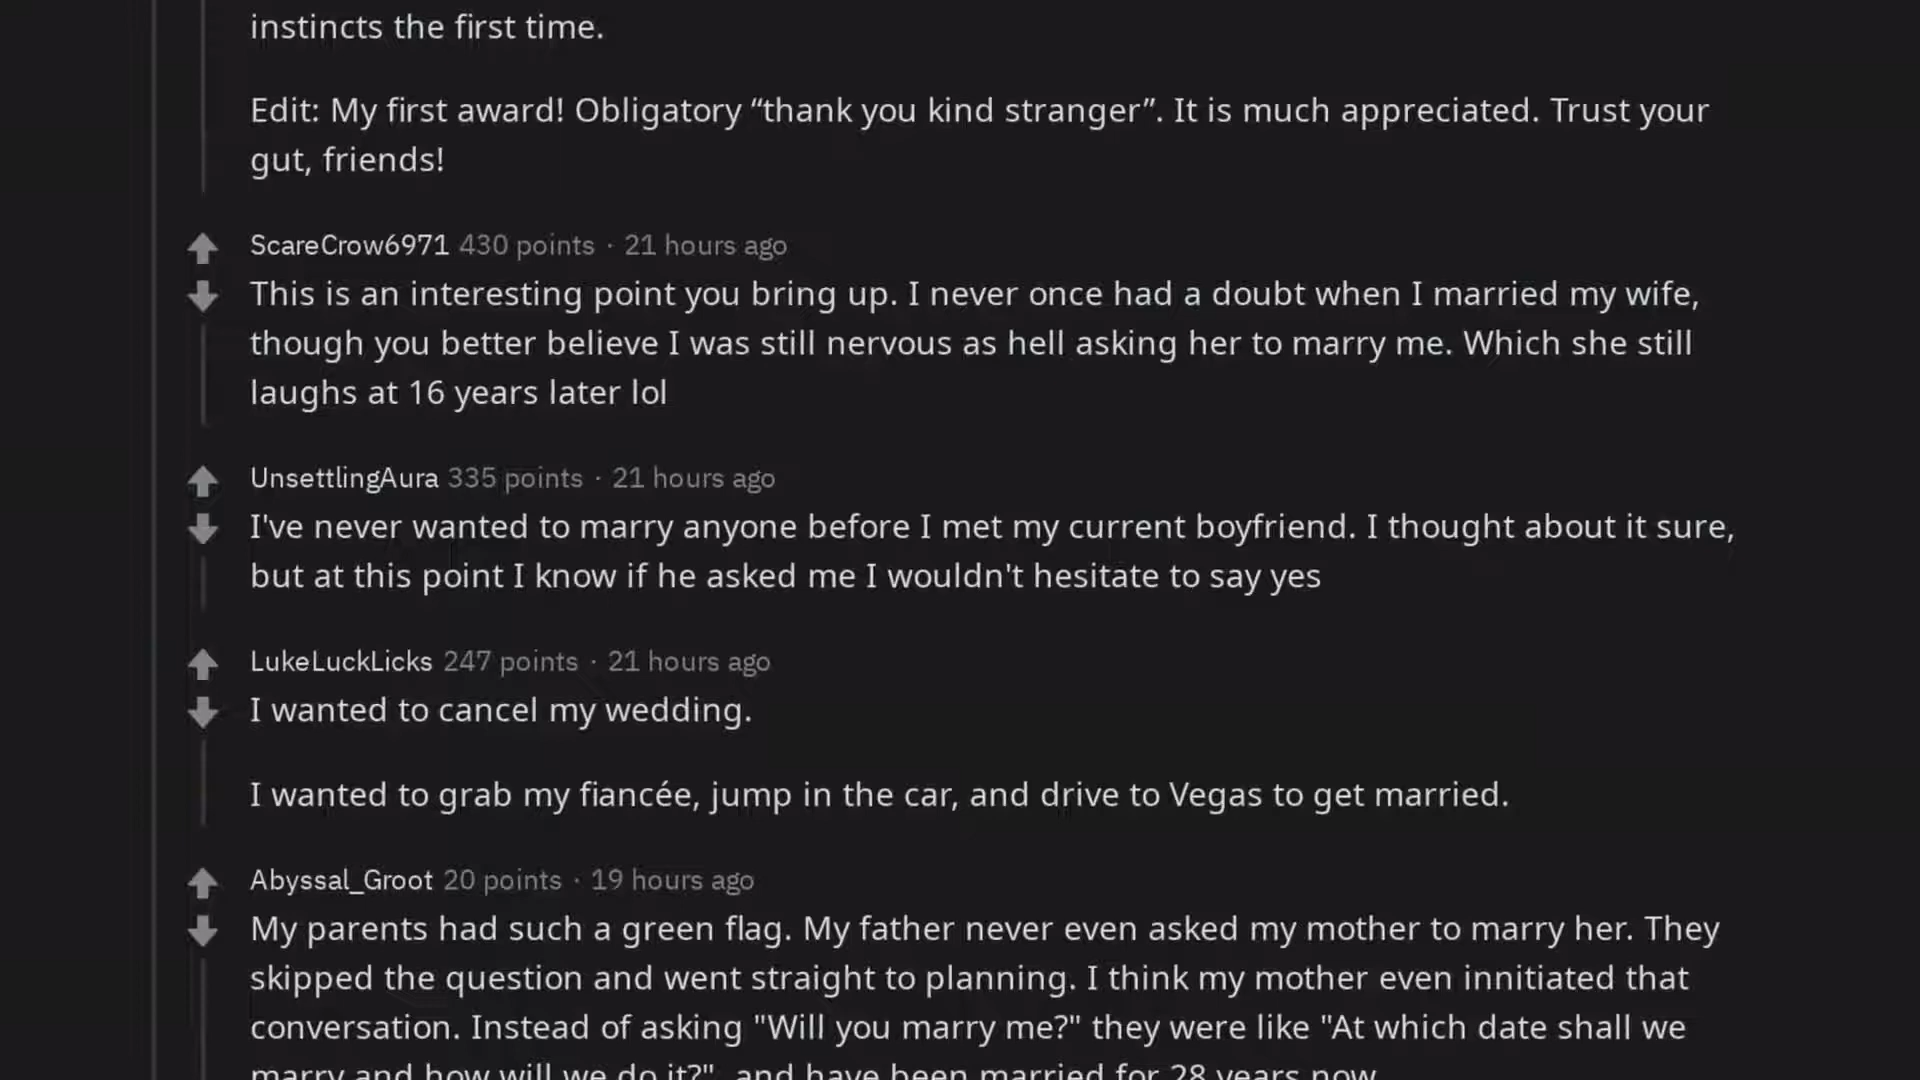 instincts the first time.
Edit: My first award! Obligatory “thank you kind stranger”. It is much appreciated. Trust your
gut, friends!
ScareCrow6971 430 points · 21 hours ago
This is an interesting point you bring up. I never once had a doubt when I married my wife,
though you better believe I was still nervous as hell asking her to marry me. Which she still
laughs at 16 years later lol
UnsettlingAura 335 points · 21 hours ago
I've never wanted to marry anyone before I met my current boyfriend. I thought about it sure,
but at this point I know if he asked me I wouldn't hesitate to say yes
LukeLuckLicks 247 points · 21 hours ago
I wanted to cancel my wedding.
I wanted to grab my fiancée, jump in the car, and drive to Vegas to get married.
Abyssal_Groot 20 points · 19 hours ago
My parents had such a green flag. My father never even asked my mother to marry her. They
skipped the question and went straight to planning. I think my mother even innitiated that
conversation. Instead of asking "Will you marry me?" they were like "At which date shall we
marry and how will we do it?", and have been married for 28 years now.